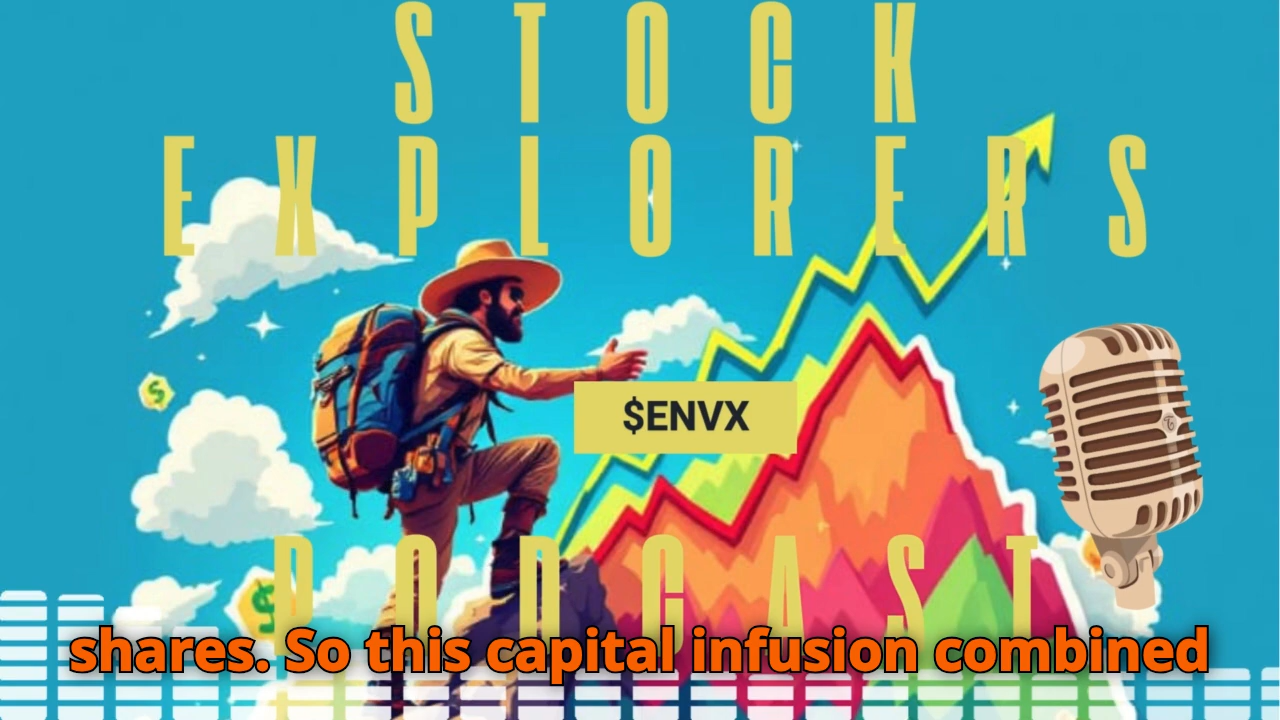 STOCK
EXPLORERS
$ENVX
PODCAST
shares. So this capital infusion combined